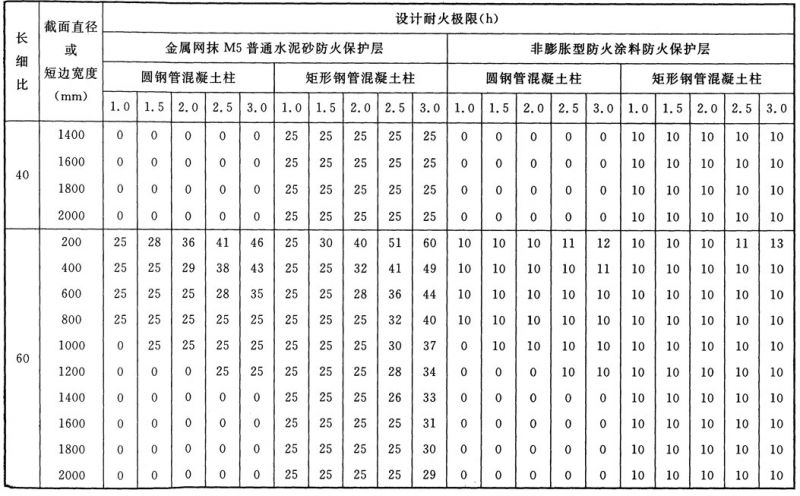 长细比 截面直径或短边宽度(mm) 设计耐火极限(h)
金属网抹 M5 普通水泥砂防火保护层 非膨胀型防火涂料防火保护层
圆钢管混凝土柱 矩形钢管混凝土柱 圆钢管混凝土柱 矩形钢管混凝土柱
1.0 1.5 2.0 2.5 3.0 1.0 1.5 2.0 2.5 3.0 1.0 1.5 2.0 2.5 3.0 1.0 1.5 2.0 2.5 3.0
40
1400 0 0 0 0 0 25 25 25 25 25 0 0 0 0 0 10 10 10 10 10
1600 0 0 0 0 0 25 25 25 25 25 0 0 0 0 0 10 10 10 10 10
1800 0 0 0 0 0 25 25 25 25 25 0 0 0 0 0 10 10 10 10 10
2000 0 0 0 0 0 25 25 25 25 25 0 0 0 0 0 10 10 10 10 10
60
200 25 28 36 41 46 25 30 40 51 60 10 10 10 11 12 10 10 10 11 13
400 25 25 29 38 43 25 25 32 41 49 10 10 10 10 11 10 10 10 10 10
600 25 25 25 28 35 25 25 28 36 44 10 10 10 10 10 10 10 10 10 10
800 25 25 25 25 25 25 25 25 32 40 10 10 10 10 10 10 10 10 10 10
1000 0 25 25 25 25 25 25 25 30 37 0 10 10 10 10 10 10 10 10 10
1200 0 0 0 25 25 25 25 25 28 34 0 0 0 10 10 10 10 10 10 10
1400 0 0 0 0 0 25 25 25 26 33 0 0 0 0 0 10 10 10 10 10
1600 0 0 0 0 0 25 25 25 25 31 0 0 0 0 0 10 10 10 10 10
1800 0 0 0 0 0 25 25 25 25 30 0 0 0 0 0 10 10 10 10 10
2000 0 0 0 0 0 25 25 25 25 29 0 0 0 0 0 10 10 10 10 10